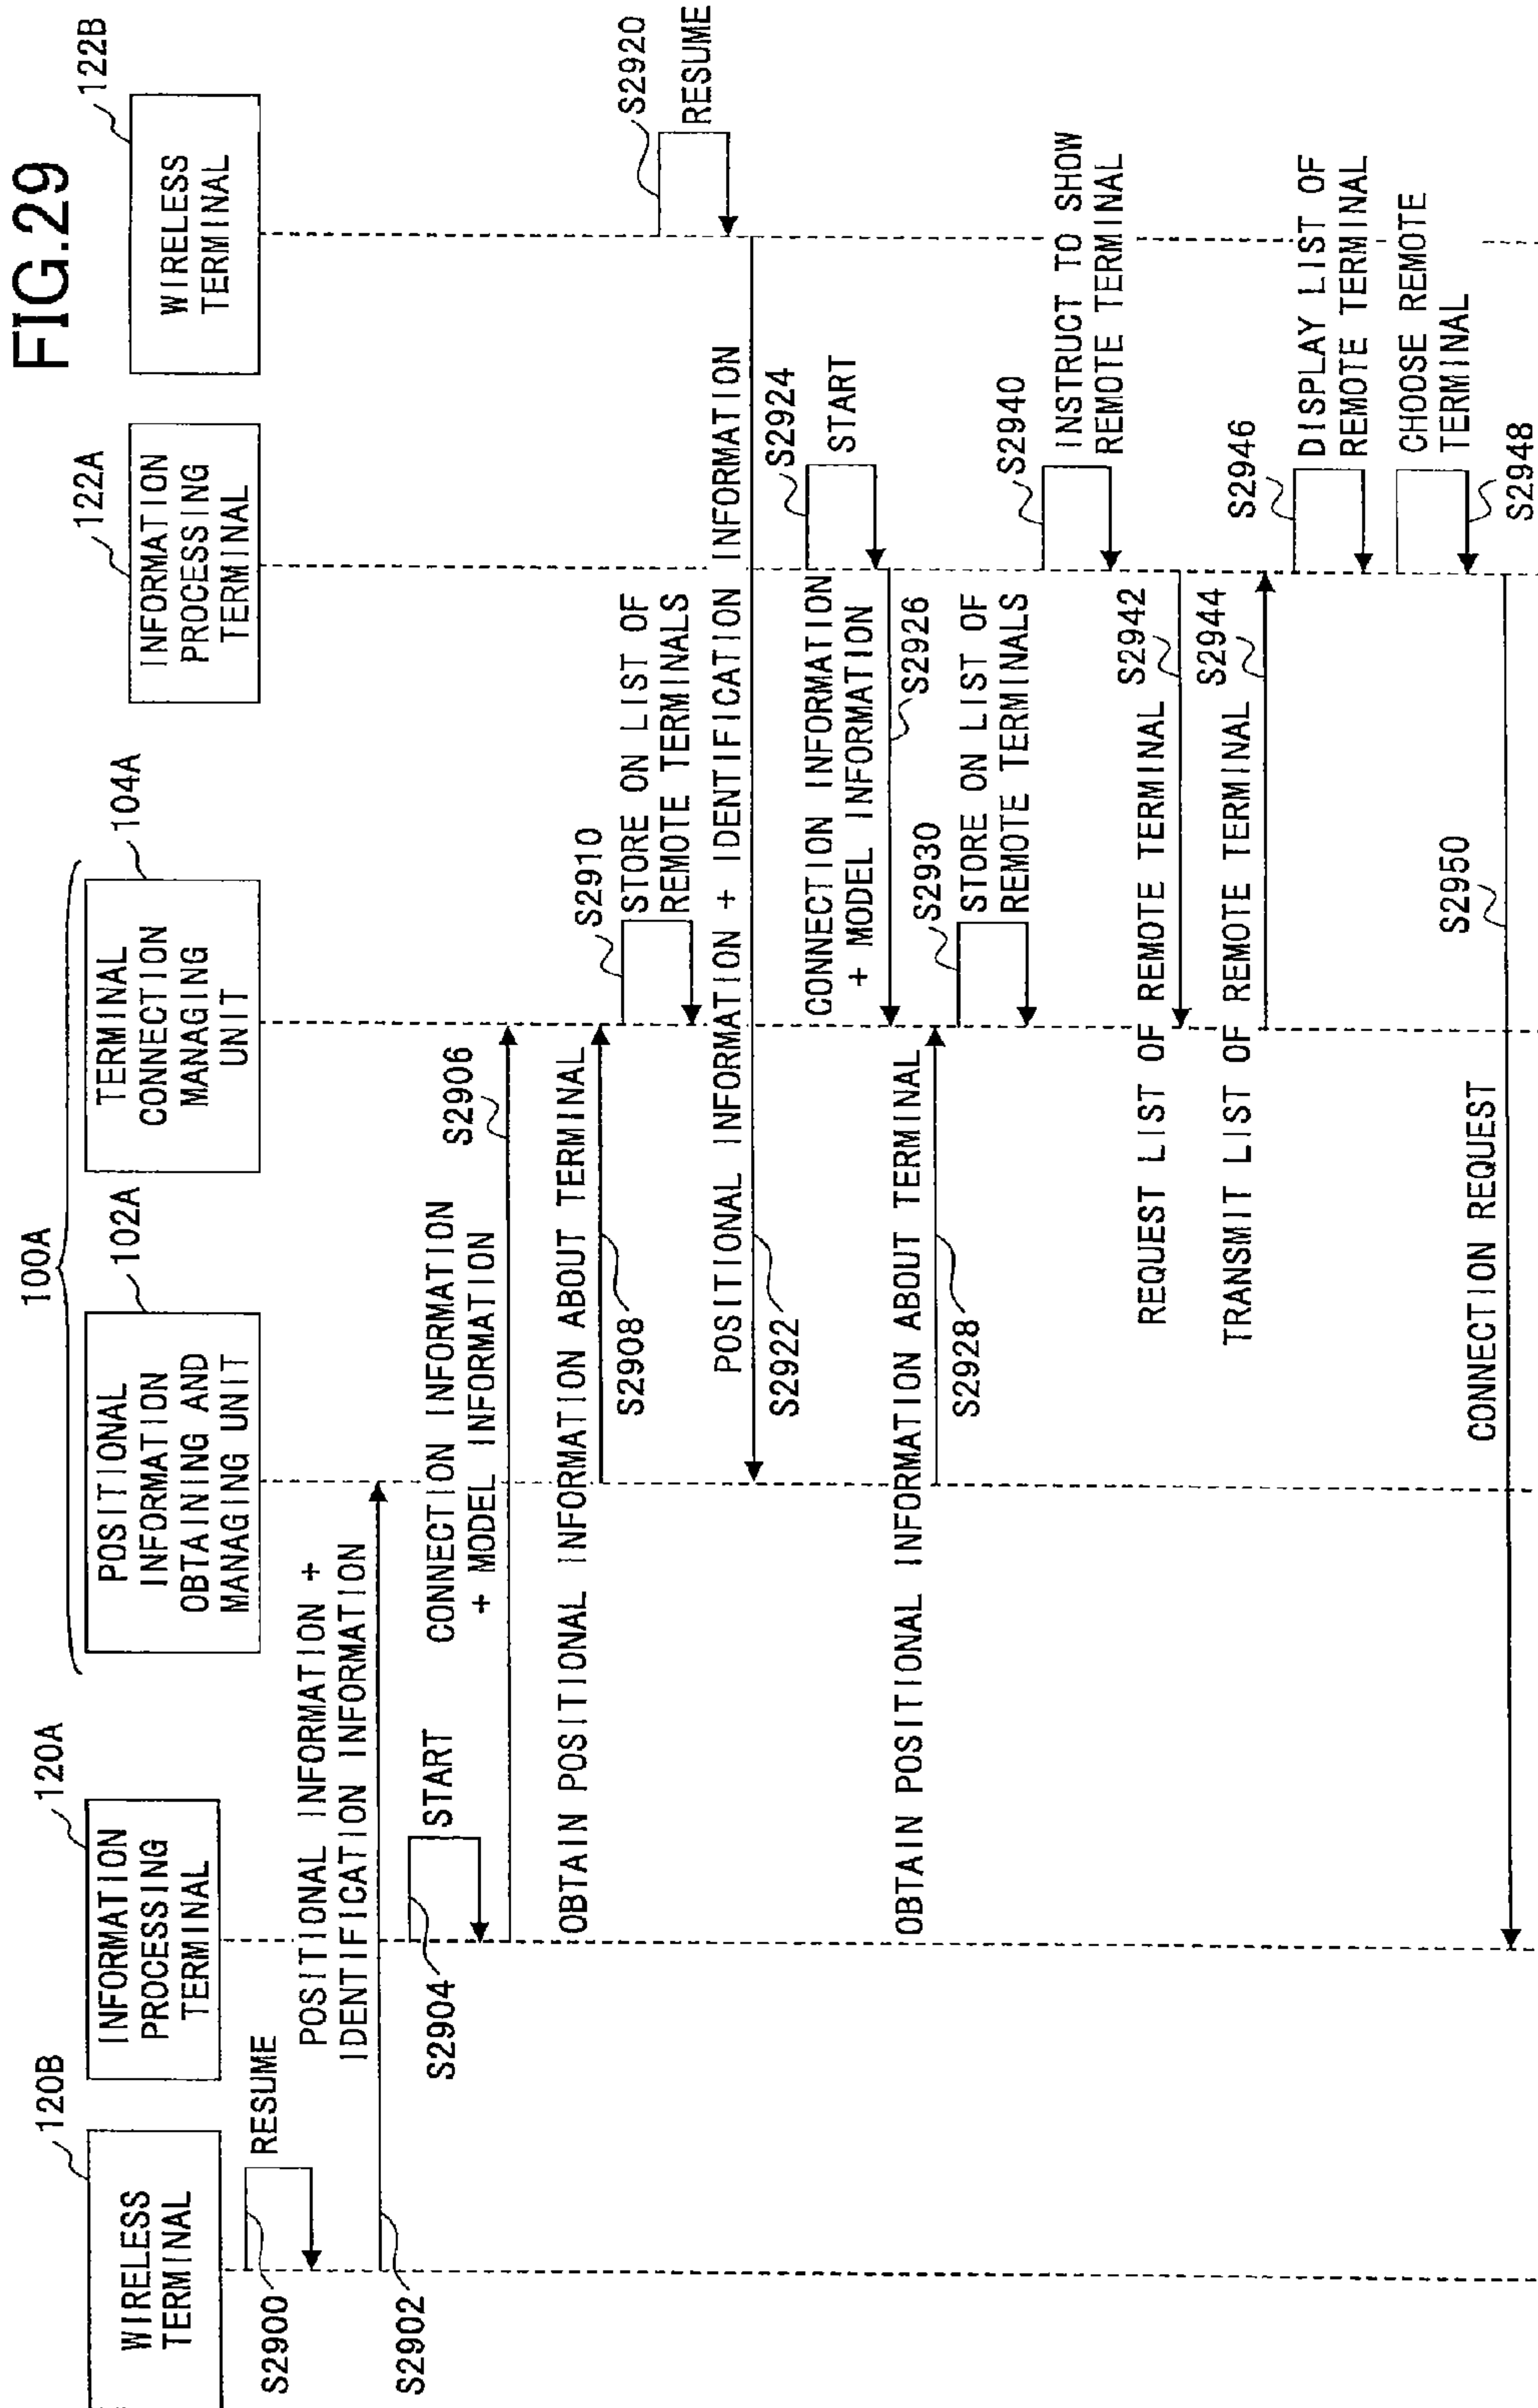 FIG.29
120B
WIRELESS
TERMINAL
120A
INFORMATION
PROCESSING
TERMINAL
100A
102A
POSITIONAL
INFORMATION
OBTAINING AND
MANAGING UNIT
104A
TERMINAL
CONNECTION
MANAGING
UNIT
122A
INFORMATION
PROCESSING
TERMINAL
122B
WIRELESS
TERMINAL
S2900
RESUME
POSITIONAL INFORMATION +
IDENTIFICATION INFORMATION
S2902
S2904
START
CONNECTION INFORMATION
+ MODEL INFORMATION
S2906
OBTAIN POSITIONAL INFORMATION ABOUT TERMINAL
S2908
S2910
STORE ON LIST OF
REMOTE TERMINALS
S2920
RESUME
POSITIONAL INFORMATION + IDENTIFICATION INFORMATION
S2922
S2924
START
CONNECTION INFORMATION
+ MODEL INFORMATION
S2926
OBTAIN POSITIONAL INFORMATION ABOUT TERMINAL
S2928
S2930
STORE ON LIST OF
REMOTE TERMINALS
S2940
INSTRUCT TO SHOW
REMOTE TERMINAL
REQUEST LIST OF REMOTE TERMINAL
S2942
TRANSMIT LIST OF REMOTE TERMINAL
S2944
S2946
DISPLAY LIST OF
REMOTE TERMINAL
CHOOSE REMOTE
TERMINAL
S2948
CONNECTION REQUEST
S2950